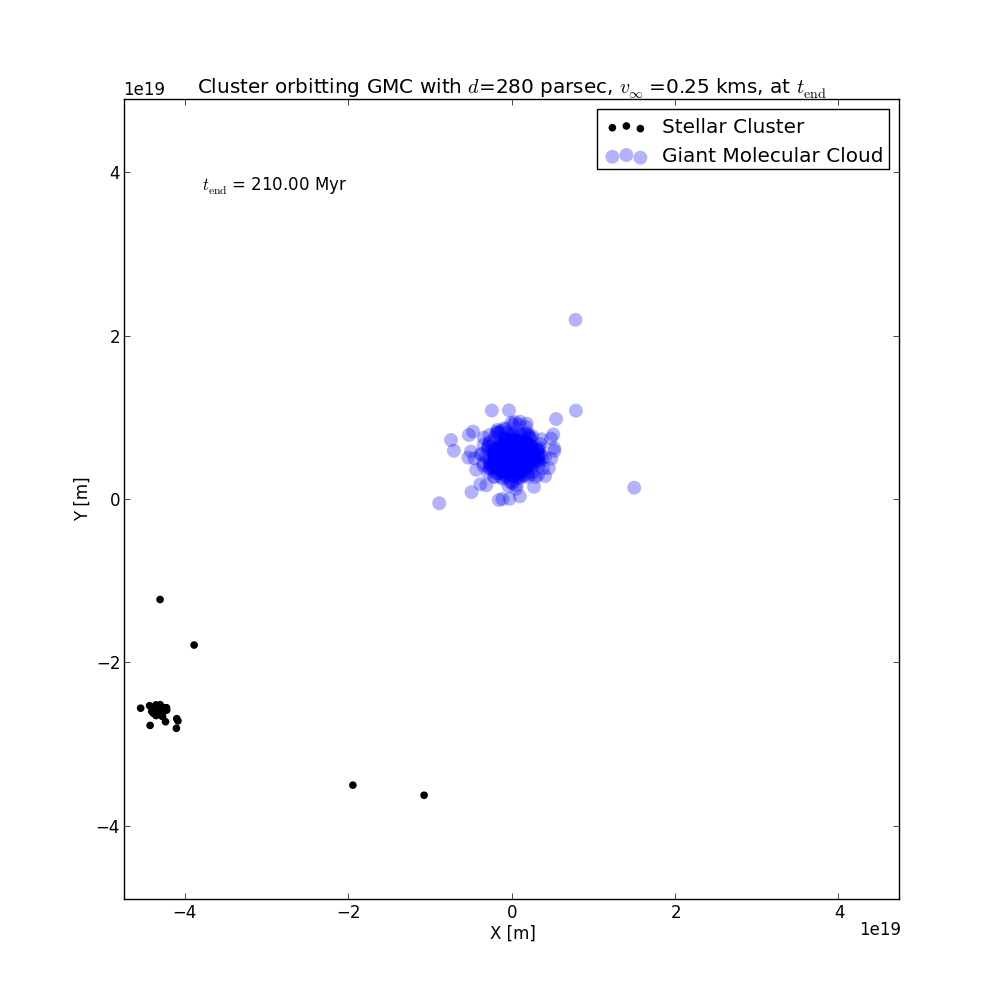 Cluster orbitting GMC with d=280 parsec, v∞ =0.25 kms, at t_end
1e19
Stellar Cluster
Giant Molecular Cloud
t_end = 210.00 Myr
4
2
0
−2
−4
Y [m]
−4 −2 0 2 4
1e19
X [m]